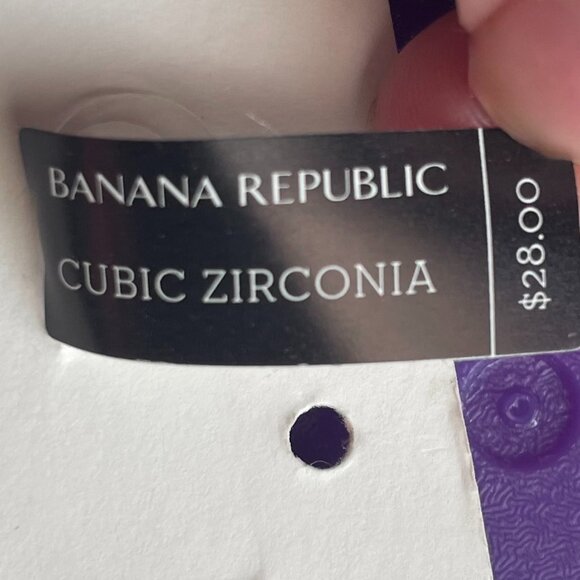 BANANA REPUBLIC
CUBIC ZIRCONIA
$28.00